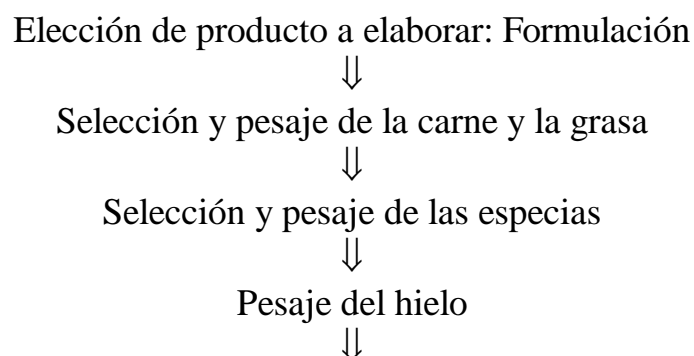 Elección de producto a elaborar: Formulación
⇓
Selección y pesaje de la carne y la grasa
⇓
Selección y pesaje de las especias
⇓
Pesaje del hielo
⇓